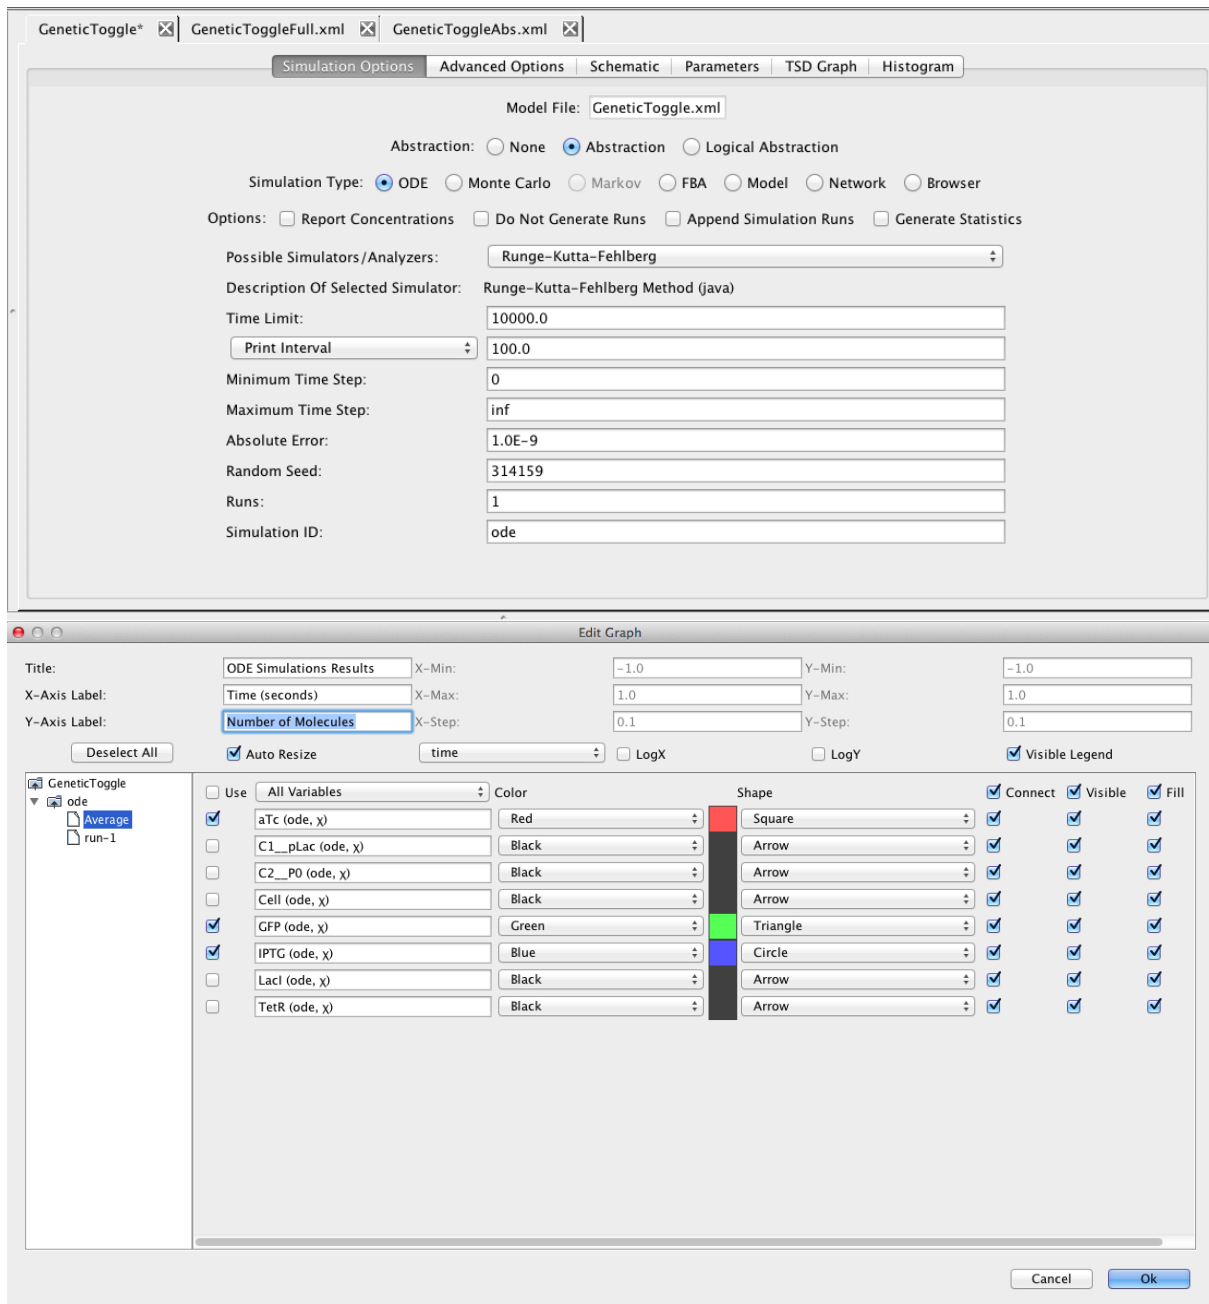 GeneticToggle* GeneticToggleFull.xml GeneticToggleAbs.xml
Simulation Options Advanced Options Schematic Parameters TSD Graph Histogram
Model File: GeneticToggle.xml
Abstraction: None Abstraction Logical Abstraction
Simulation Type: ODE Monte Carlo Markov FBA Model Network Browser
Options: Report Concentrations Do Not Generate Runs Append Simulation Runs Generate Statistics
Possible Simulators/Analyzers: Runge-Kutta-Fehlberg
Description Of Selected Simulator: Runge-Kutta-Fehlberg Method (java)
Time Limit: 10000.0
Print Interval 100.0
Minimum Time Step: 0
Maximum Time Step: inf
Absolute Error: 1.0E-9
Random Seed: 314159
Runs: 1
Simulation ID: ode
Edit Graph
Title: ODE Simulations Results X-Min: -1.0 Y-Min: -1.0
X-Axis Label: Time (seconds) X-Max: 1.0 Y-Max: 1.0
Y-Axis Label: Number of Molecules X-Step: 0.1 Y-Step: 0.1
Deselect All Auto Resize time LogX LogY Visible Legend
GeneticToggle
ode
Average
run-1
Use All Variables Color Shape Connect Visible Fill
aTc (ode, χ) Red Square
C1__pLac (ode, χ) Black Arrow
C2__P0 (ode, χ) Black Arrow
Cell (ode, χ) Black Arrow
GFP (ode, χ) Green Triangle
IPTG (ode, χ) Blue Circle
LacI (ode, χ) Black Arrow
TetR (ode, χ) Black Arrow
Cancel Ok